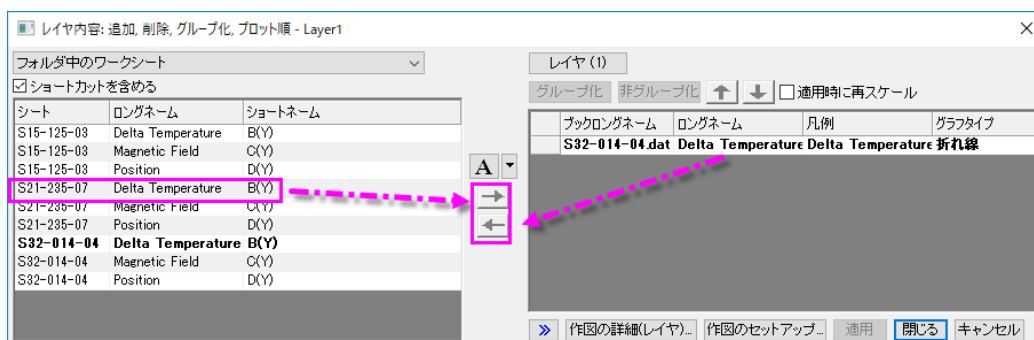 レイヤ内容: 追加, 削除, グループ化, プロット順 - Layer1
フォルダ中のワークシート
レイヤ (1)
ショートカットを含める
グループ化 非グループ化 適用時に再スケール
シート ロングネーム ショートネーム
S15-125-03 Delta Temperature B(Y)
S15-125-03 Magnetic Field C(Y)
S15-125-03 Position D(Y)
S21-235-07 Delta Temperature B(Y)
S21-235-07 Magnetic Field C(Y)
S21-235-07 Position D(Y)
S32-014-04 Delta Temperature B(Y)
S32-014-04 Magnetic Field C(Y)
S32-014-04 Position D(Y)
A
ブックロングネーム ロングネーム 凡例 グラフタイプ
S32-014-04.dat Delta Temperature Delta Temperature 折れ線
作図の詳細(レイヤ)... 作図のセットアップ... 適用 閉じる キャンセル